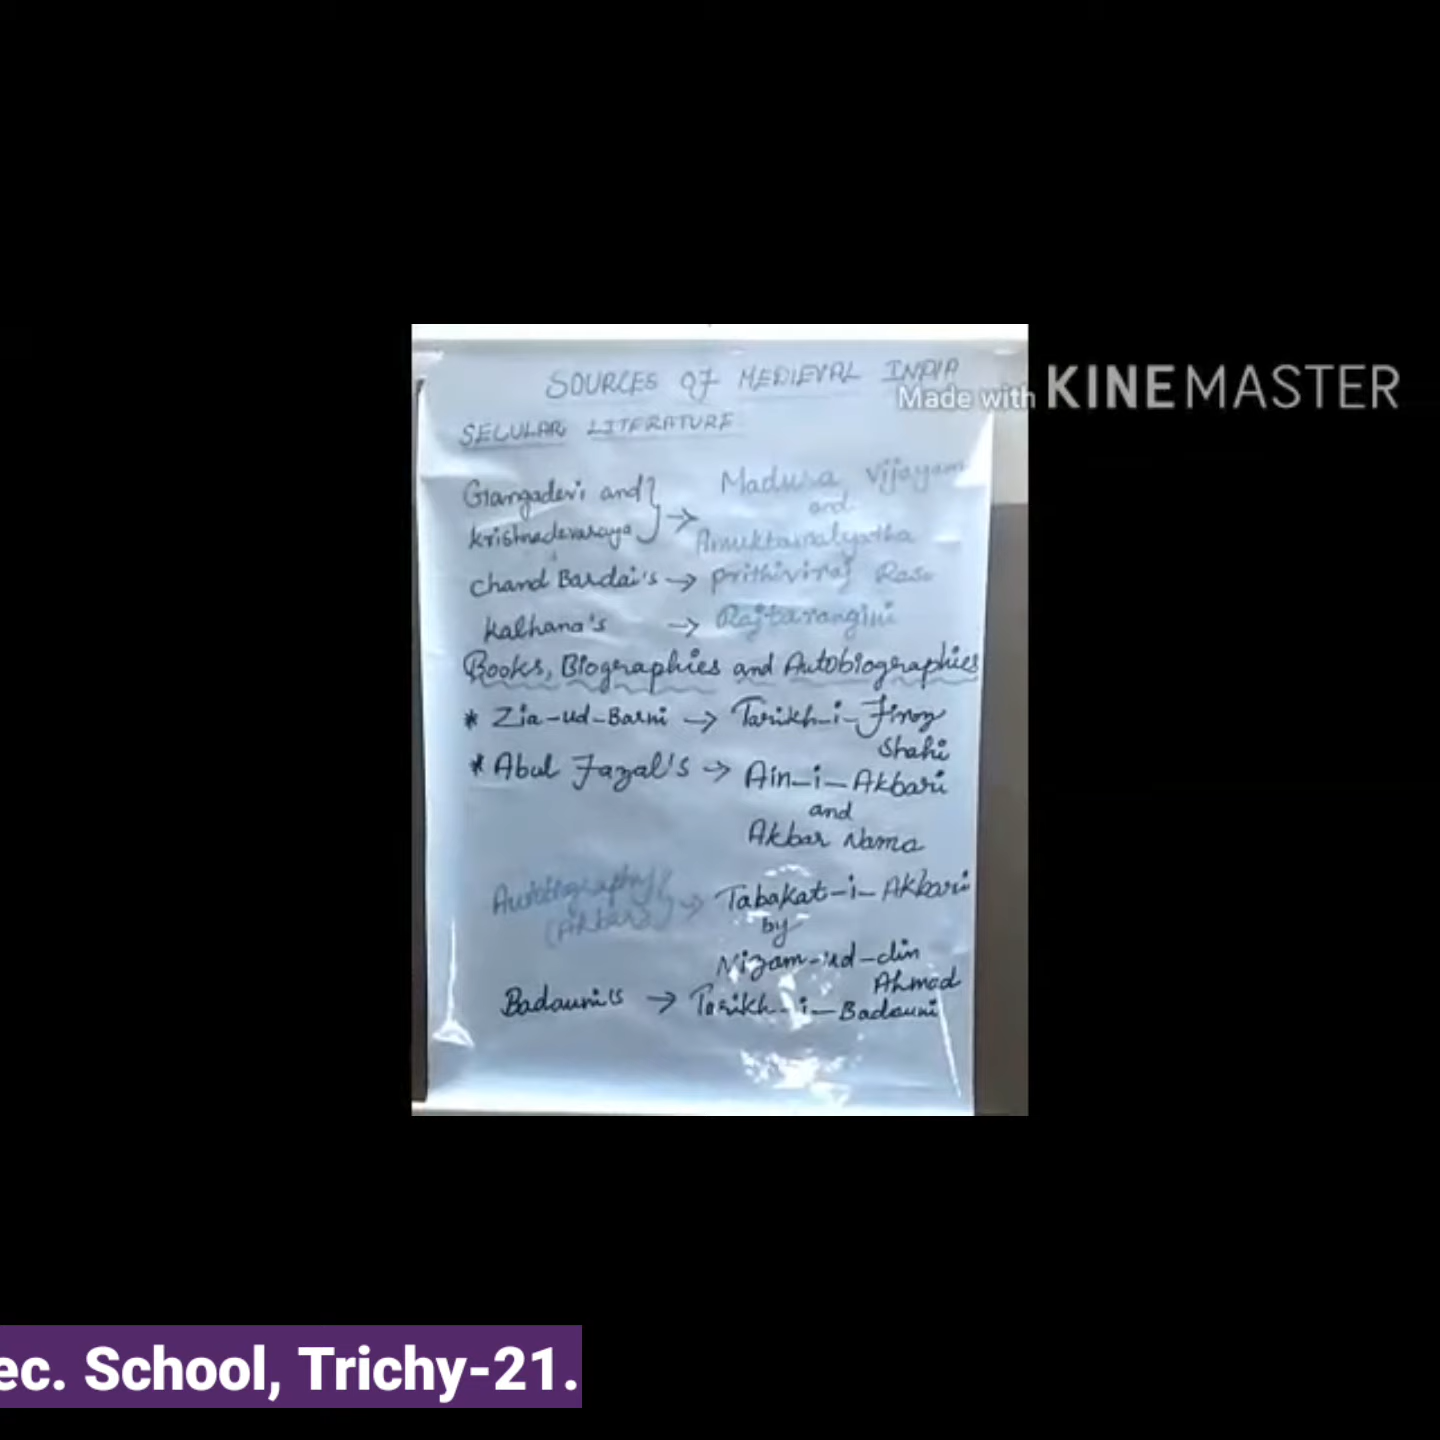 SOURCES OF MEDIEVAL INDIA
Made with KINEMASTER
SECULAR LITERATURE
Gangadevi and } → Madura Vijayam
and
Krishnadevaraya Amuktamalyatha
Chand Bardai's → Prithiviraj Raso
Kalhana's → Rajtarangini
Books, Biographies and Autobiographies
* Zia-ud-Barni → Tarikh-i-Firoz
Shahi
* Abul Fazal's → Ain-i-Akbari
and
Akbar Nama
Autobiography } → Tabakat-i-Akbari
(Akbar) by
Nizam-ud-din
Ahmad
Badauni's → Tarikh-i-Badauni
ec. School, Trichy-21.